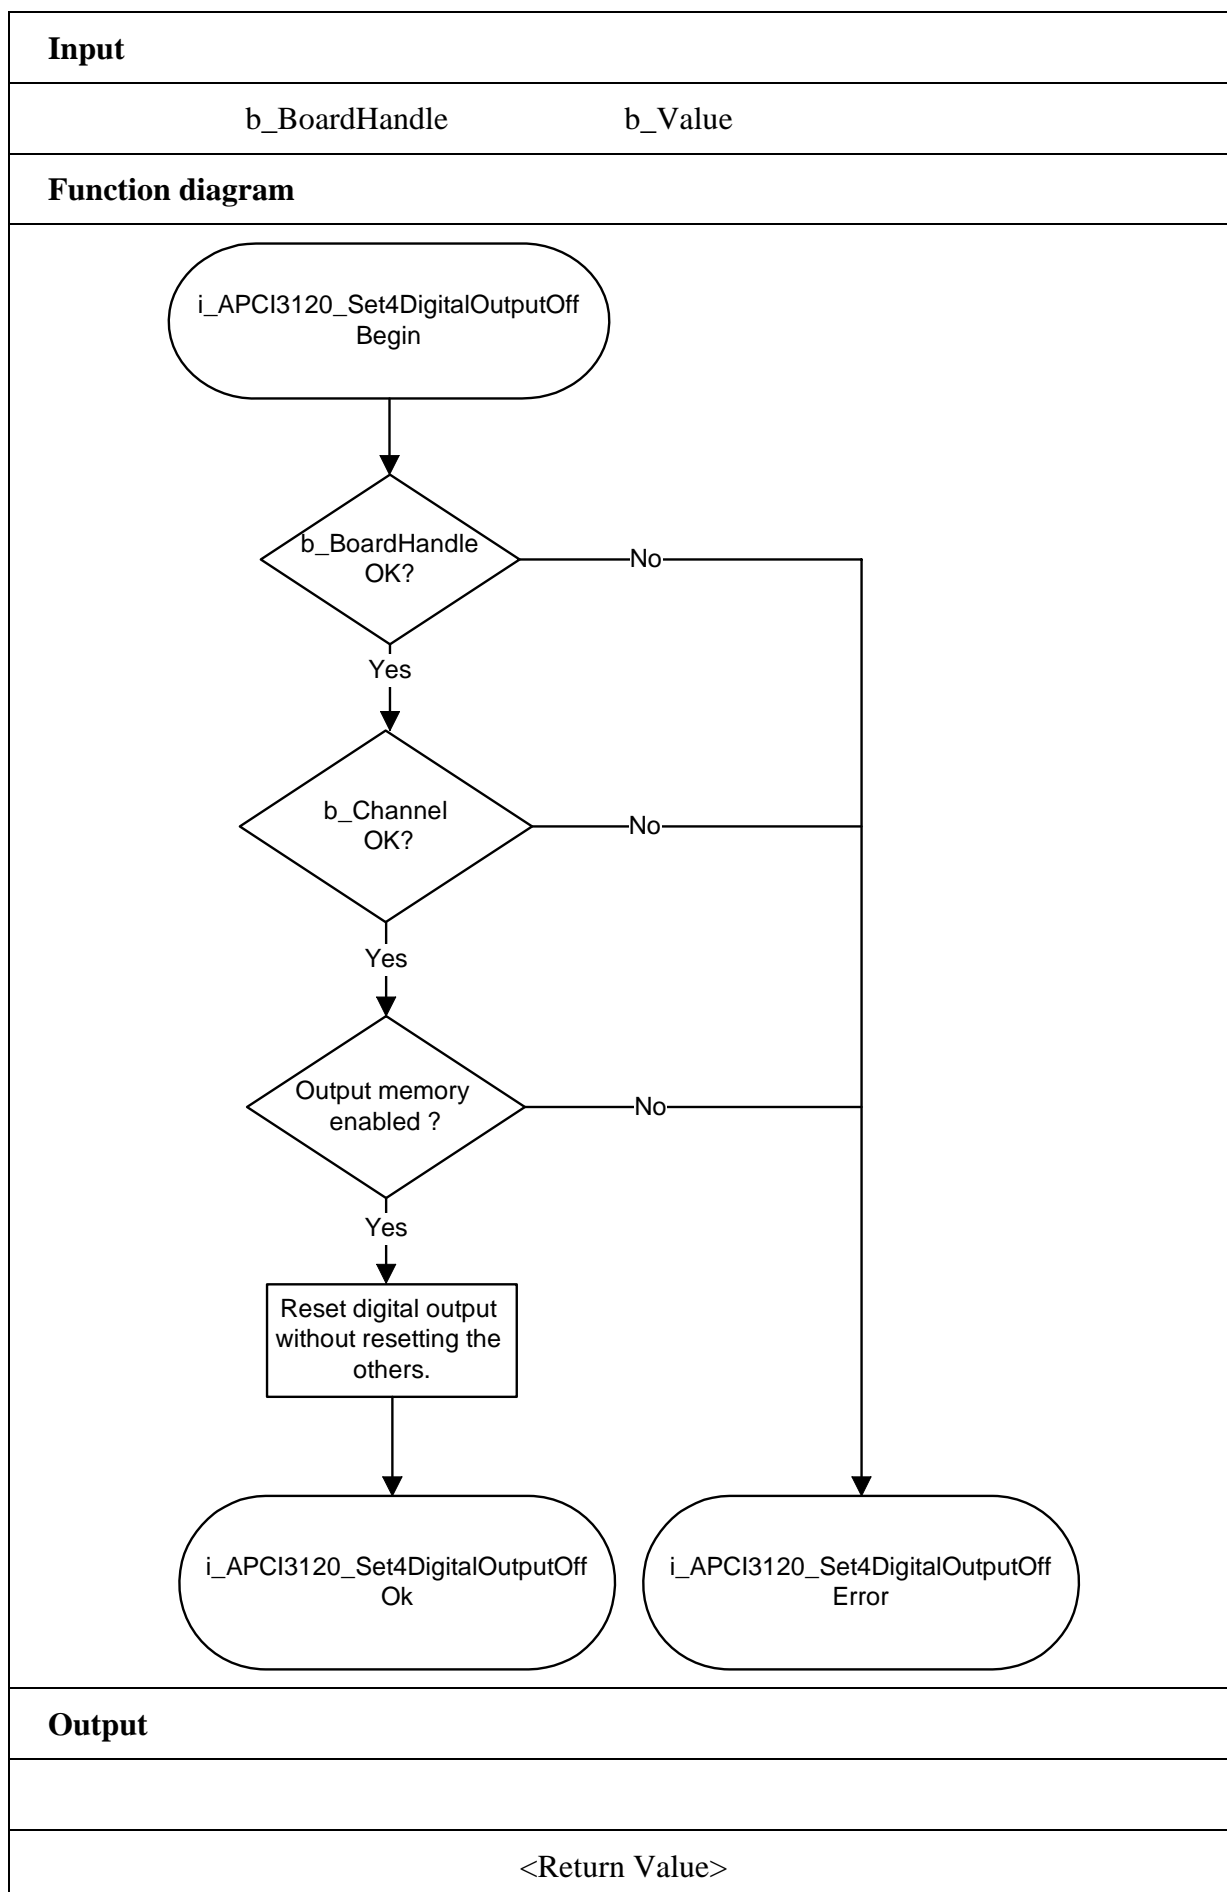 Input
b_BoardHandle b_Value
Function diagram
i_APCI3120_Set4DigitalOutputOff
Begin
b_BoardHandle
OK?
No
Yes
b_Channel
OK?
No
Yes
Output memory
enabled ?
No
Yes
Reset digital output
without resetting the
others.
i_APCI3120_Set4DigitalOutputOff
Ok
i_APCI3120_Set4DigitalOutputOff
Error
Output
<Return Value>